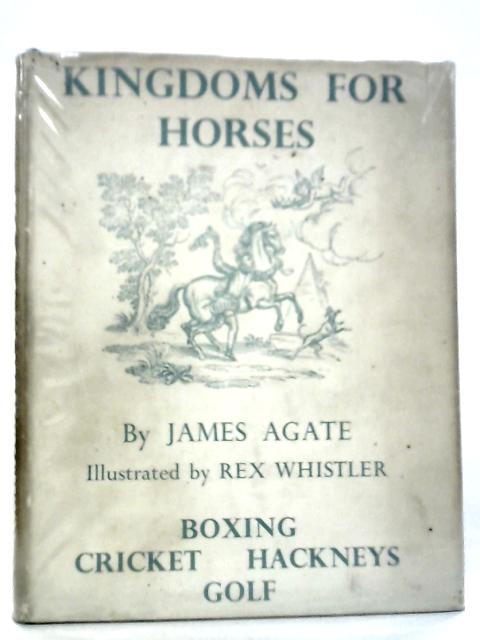 KINGDOMS FOR
HORSES
By JAMES AGATE
Illustrated by REX WHISTLER
BOXING
CRICKET HACKNEYS
GOLF